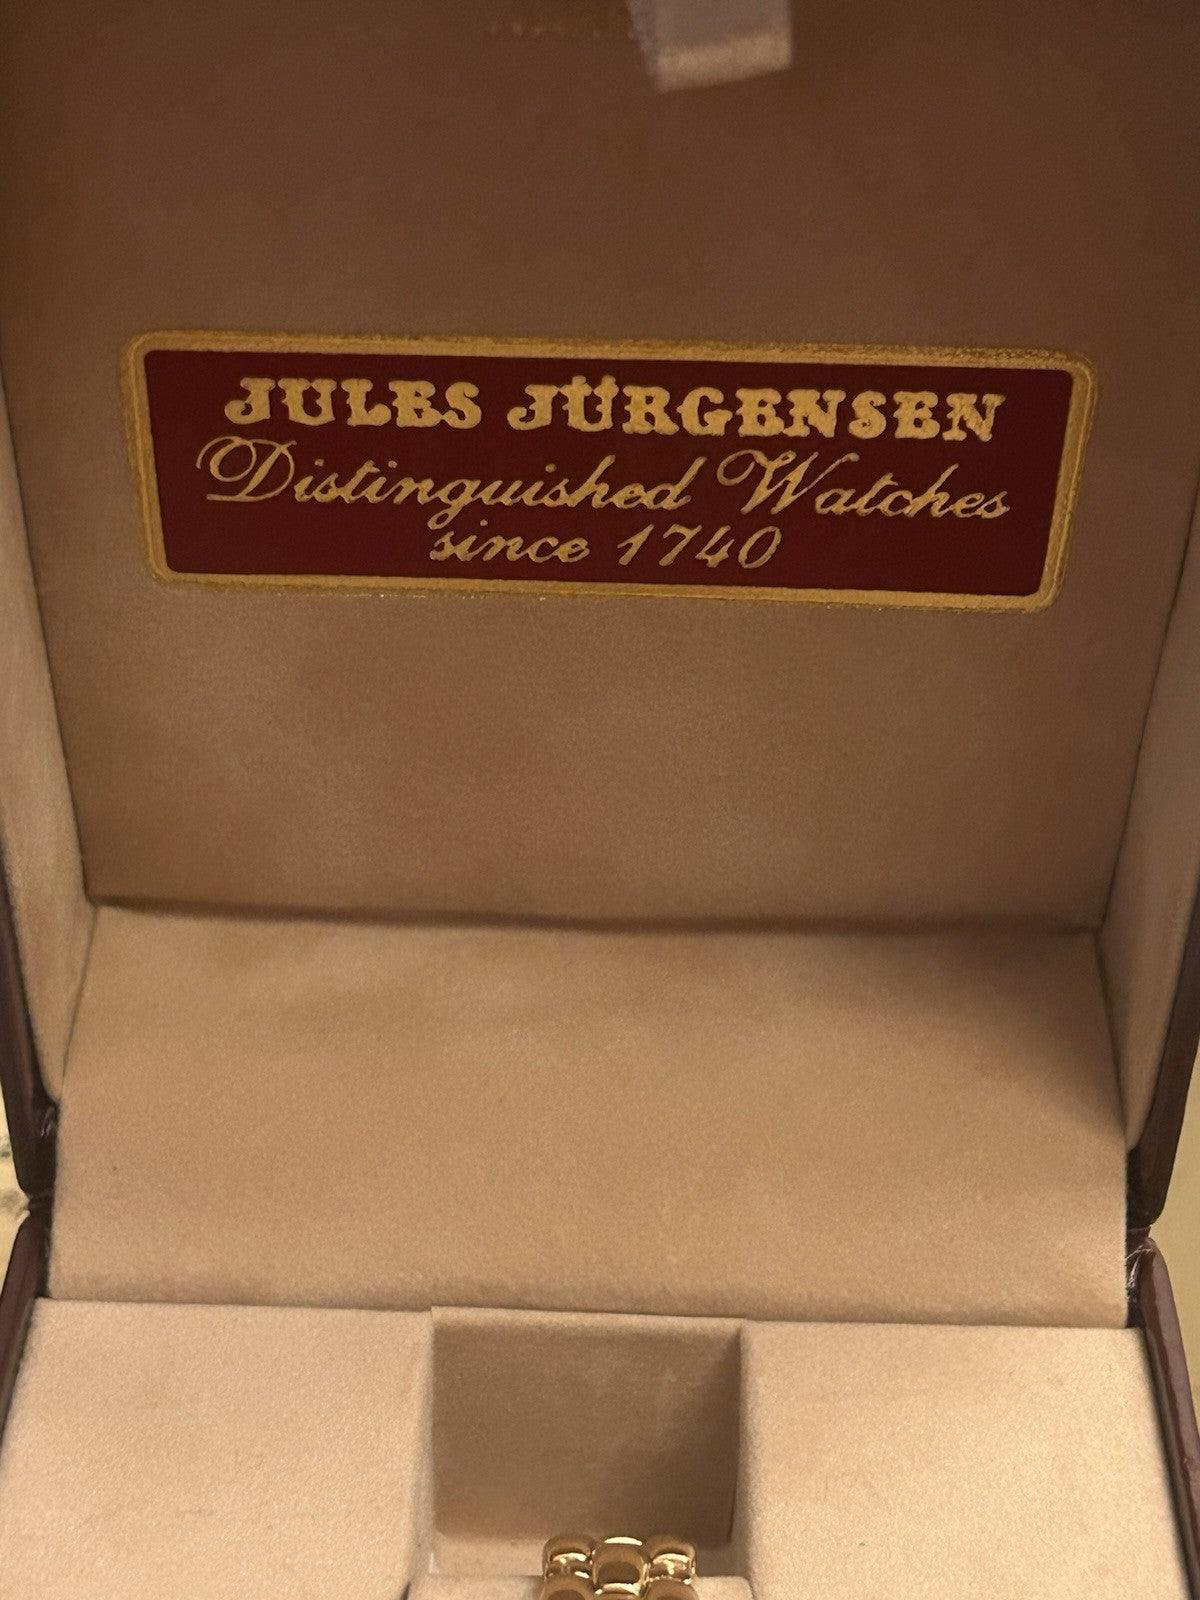 JULES JÜRGENSEN
Distinguished Watches
since 1740